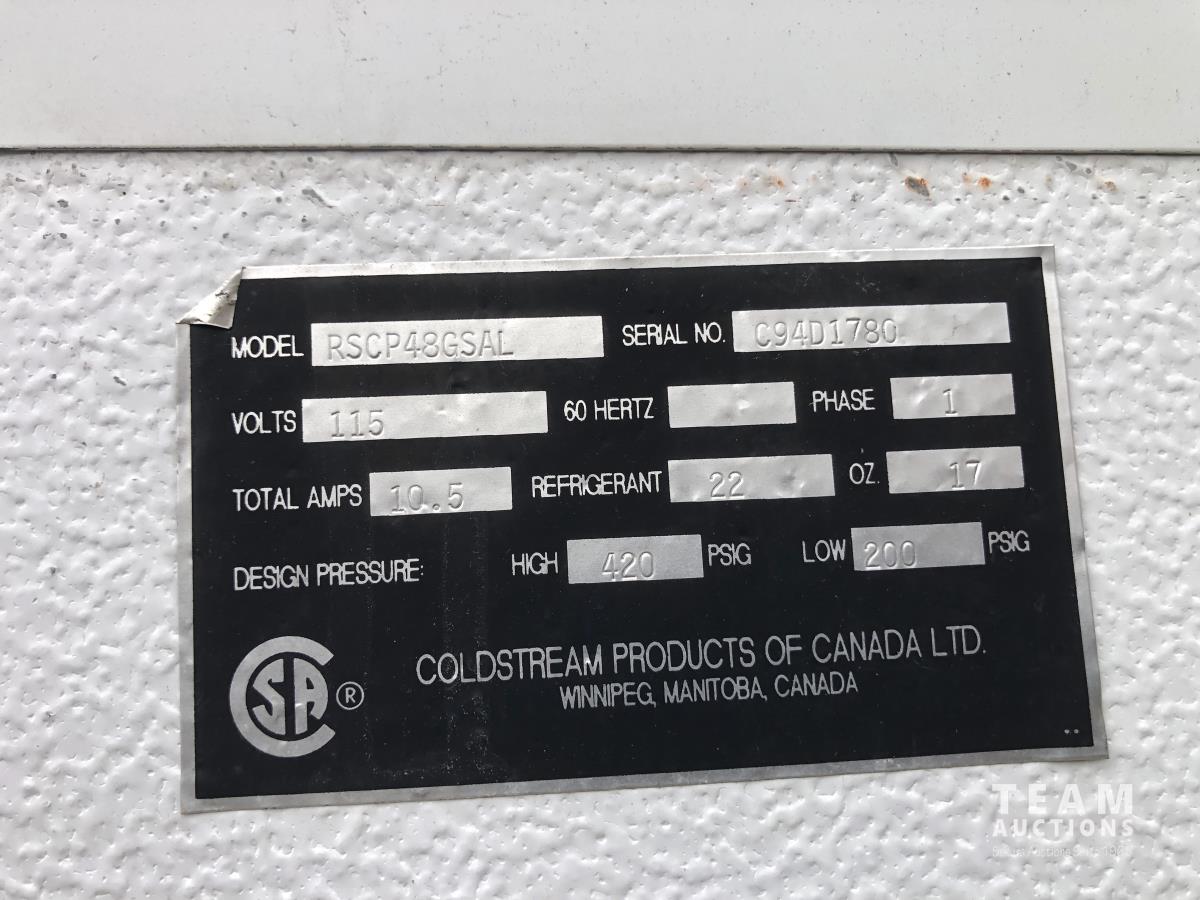 MODEL RSCP48GSAL SERIAL NO. C94D1780
VOLTS 115 60 HERTZ PHASE 1
TOTAL AMPS 10.5 REFRIGERANT 22 OZ. 17
DESIGN PRESSURE: HIGH 420 PSIG LOW 200 PSIG
CSA ®
COLDSTREAM PRODUCTS OF CANADA LTD.
WINNIPEG, MANITOBA, CANADA
TEAM
AUCTIONS